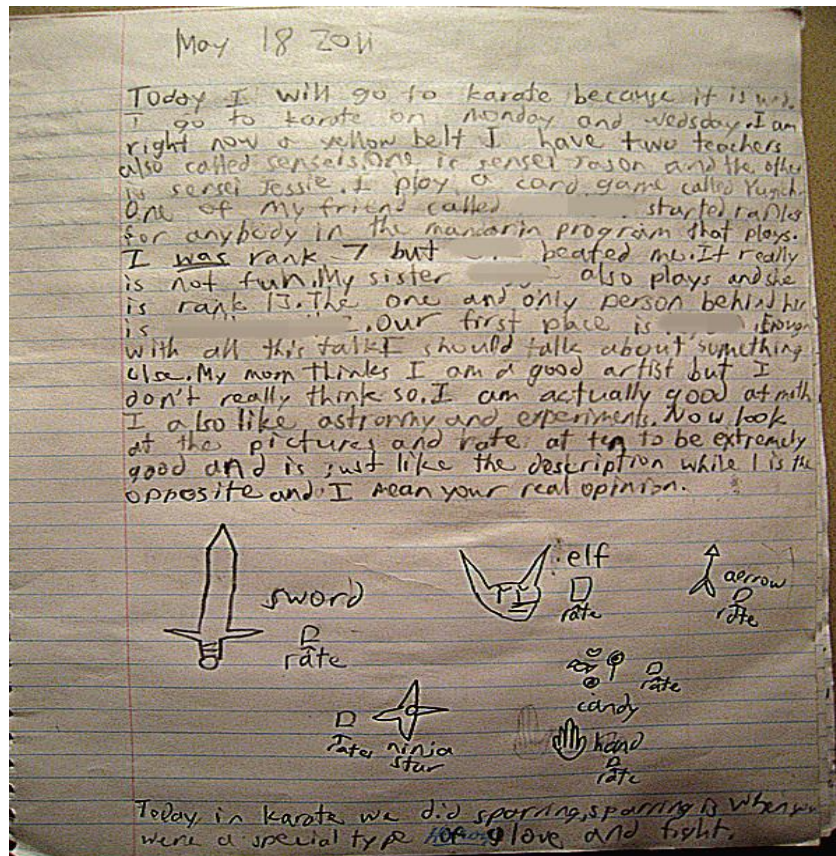 May 18 2011
Today I will go to karate because it is wed.
I go to karate on monday and wedsday. I am
right now a yellow belt I have two teachers
also called senseis. One is sensei Jason and the other
is sensei Jessie. I play a card game called Yugioh.
One of my friend called started ranks
for anybody in the mandarin program that plays.
I was rank 7 but beated me. It really
is not fun. My sister also plays and she
is rank 13. The one and only person behind her
is . Our first place is . Enough
with all this talk I should talk about something
else. My mom thinks I am a good artist but I
don't really think so. I am actually good at math
I also like astronmy and experiments. Now look
at the pictures and rate at ten to be extremely
good and is just like the description while 1 is the
opposite and I mean your real opinion.
sword
rate
elf
rate
aerrow
rate
candy
rate
rate
ninja
star
hand
rate
Today in karate we did sparring, sparring is when you
were a special type of glove and fight.